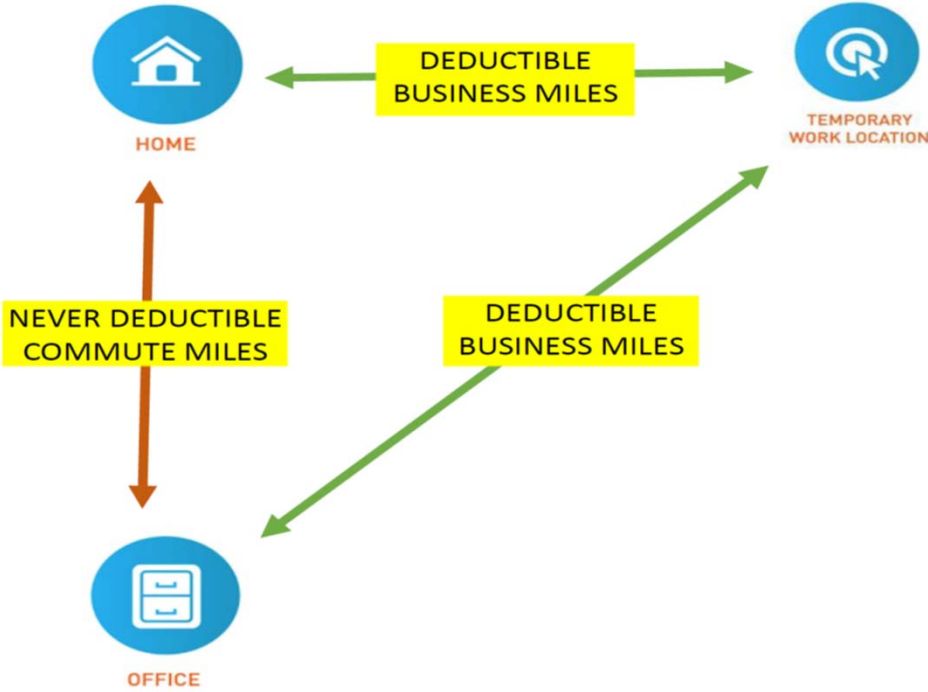 DEDUCTIBLE
BUSINESS MILES
HOME
TEMPORARY
WORK LOCATION
NEVER DEDUCTIBLE
COMMUTE MILES
DEDUCTIBLE
BUSINESS MILES
OFFICE